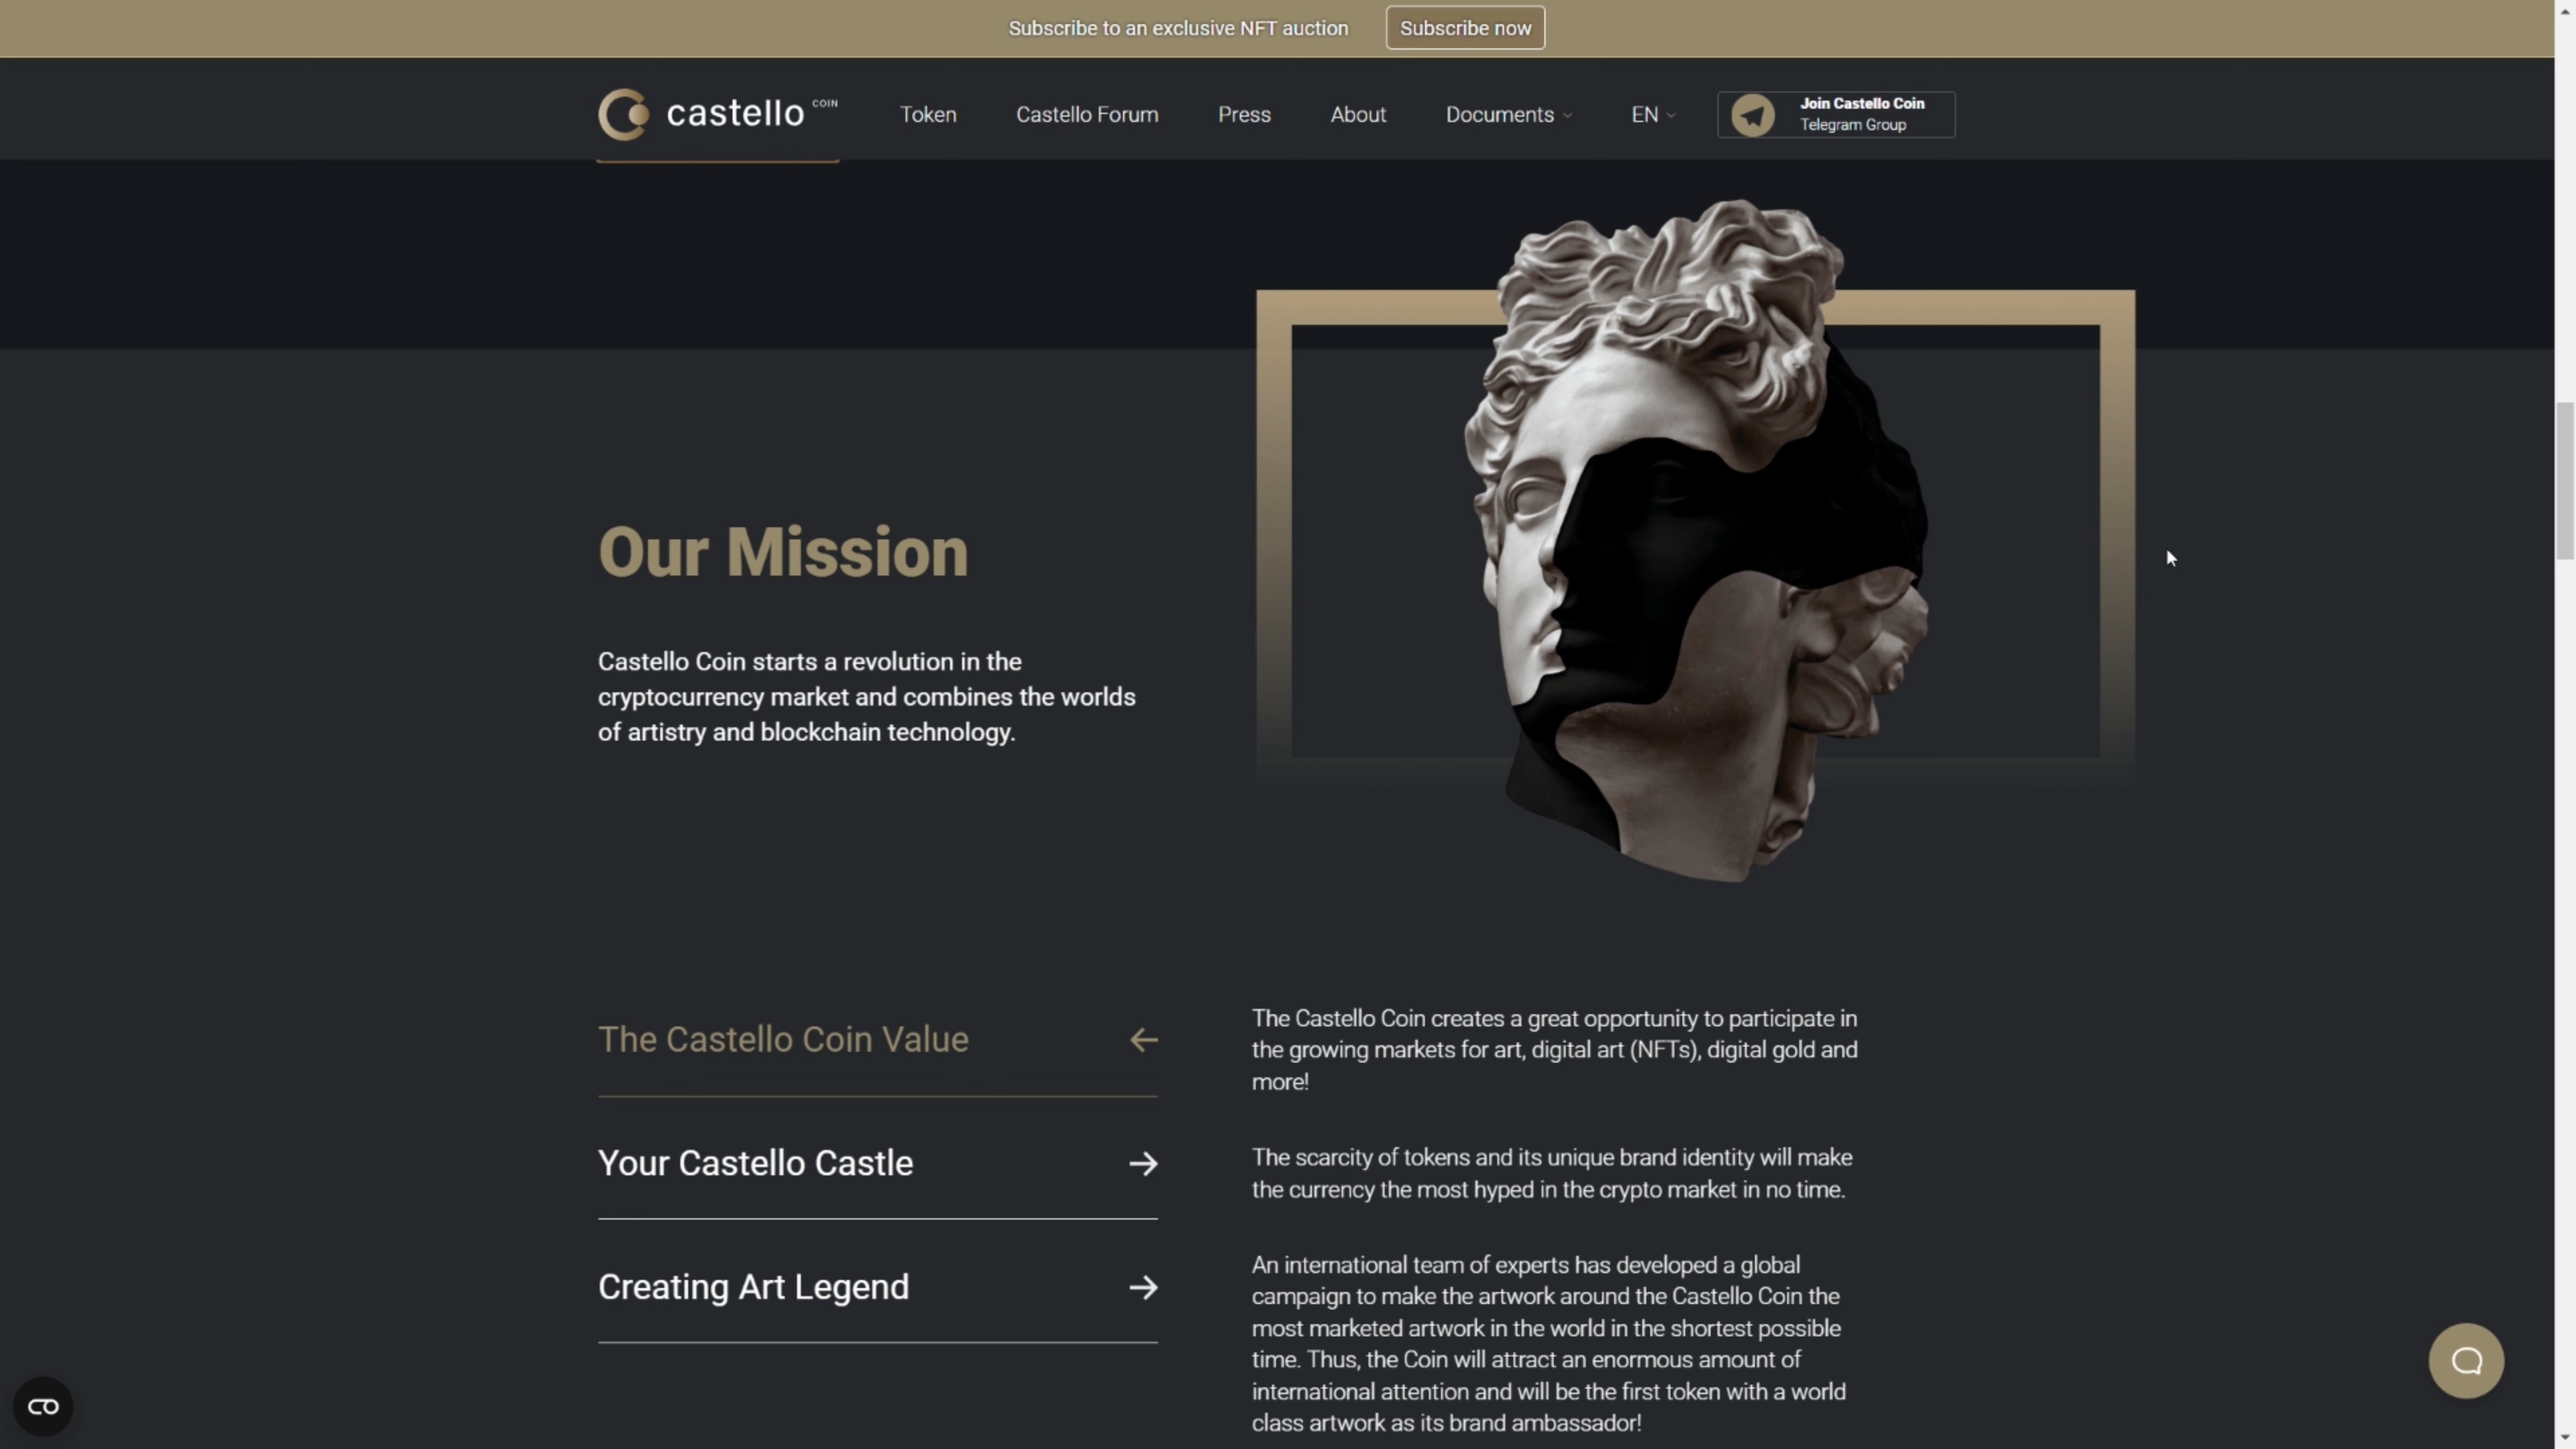 Subscribe to an exclusive NFT auction
Subscribe now
castello COIN
Token
Castello Forum
Press
About
Documents
EN
Join Castello Coin
Telegram Group
Our Mission
Castello Coin starts a revolution in the
cryptocurrency market and combines the worlds
of artistry and blockchain technology.
The Castello Coin Value
Your Castello Castle
Creating Art Legend
The Castello Coin creates a great opportunity to participate in
the growing markets for art, digital art (NFTs), digital gold and
more!
The scarcity of tokens and its unique brand identity will make
the currency the most hyped in the crypto market in no time.
An international team of experts has developed a global
campaign to make the artwork around the Castello Coin the
most marketed artwork in the world in the shortest possible
time. Thus, the Coin will attract an enormous amount of
international attention and will be the first token with a world
class artwork as its brand ambassador!